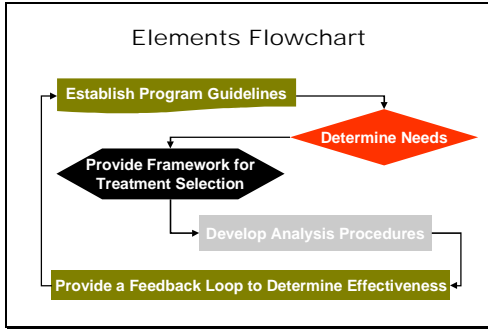 Elements Flowchart
Establish Program Guidelines
Determine Needs
Provide Framework for
Treatment Selection
Develop Analysis Procedures
Provide a Feedback Loop to Determine Effectiveness